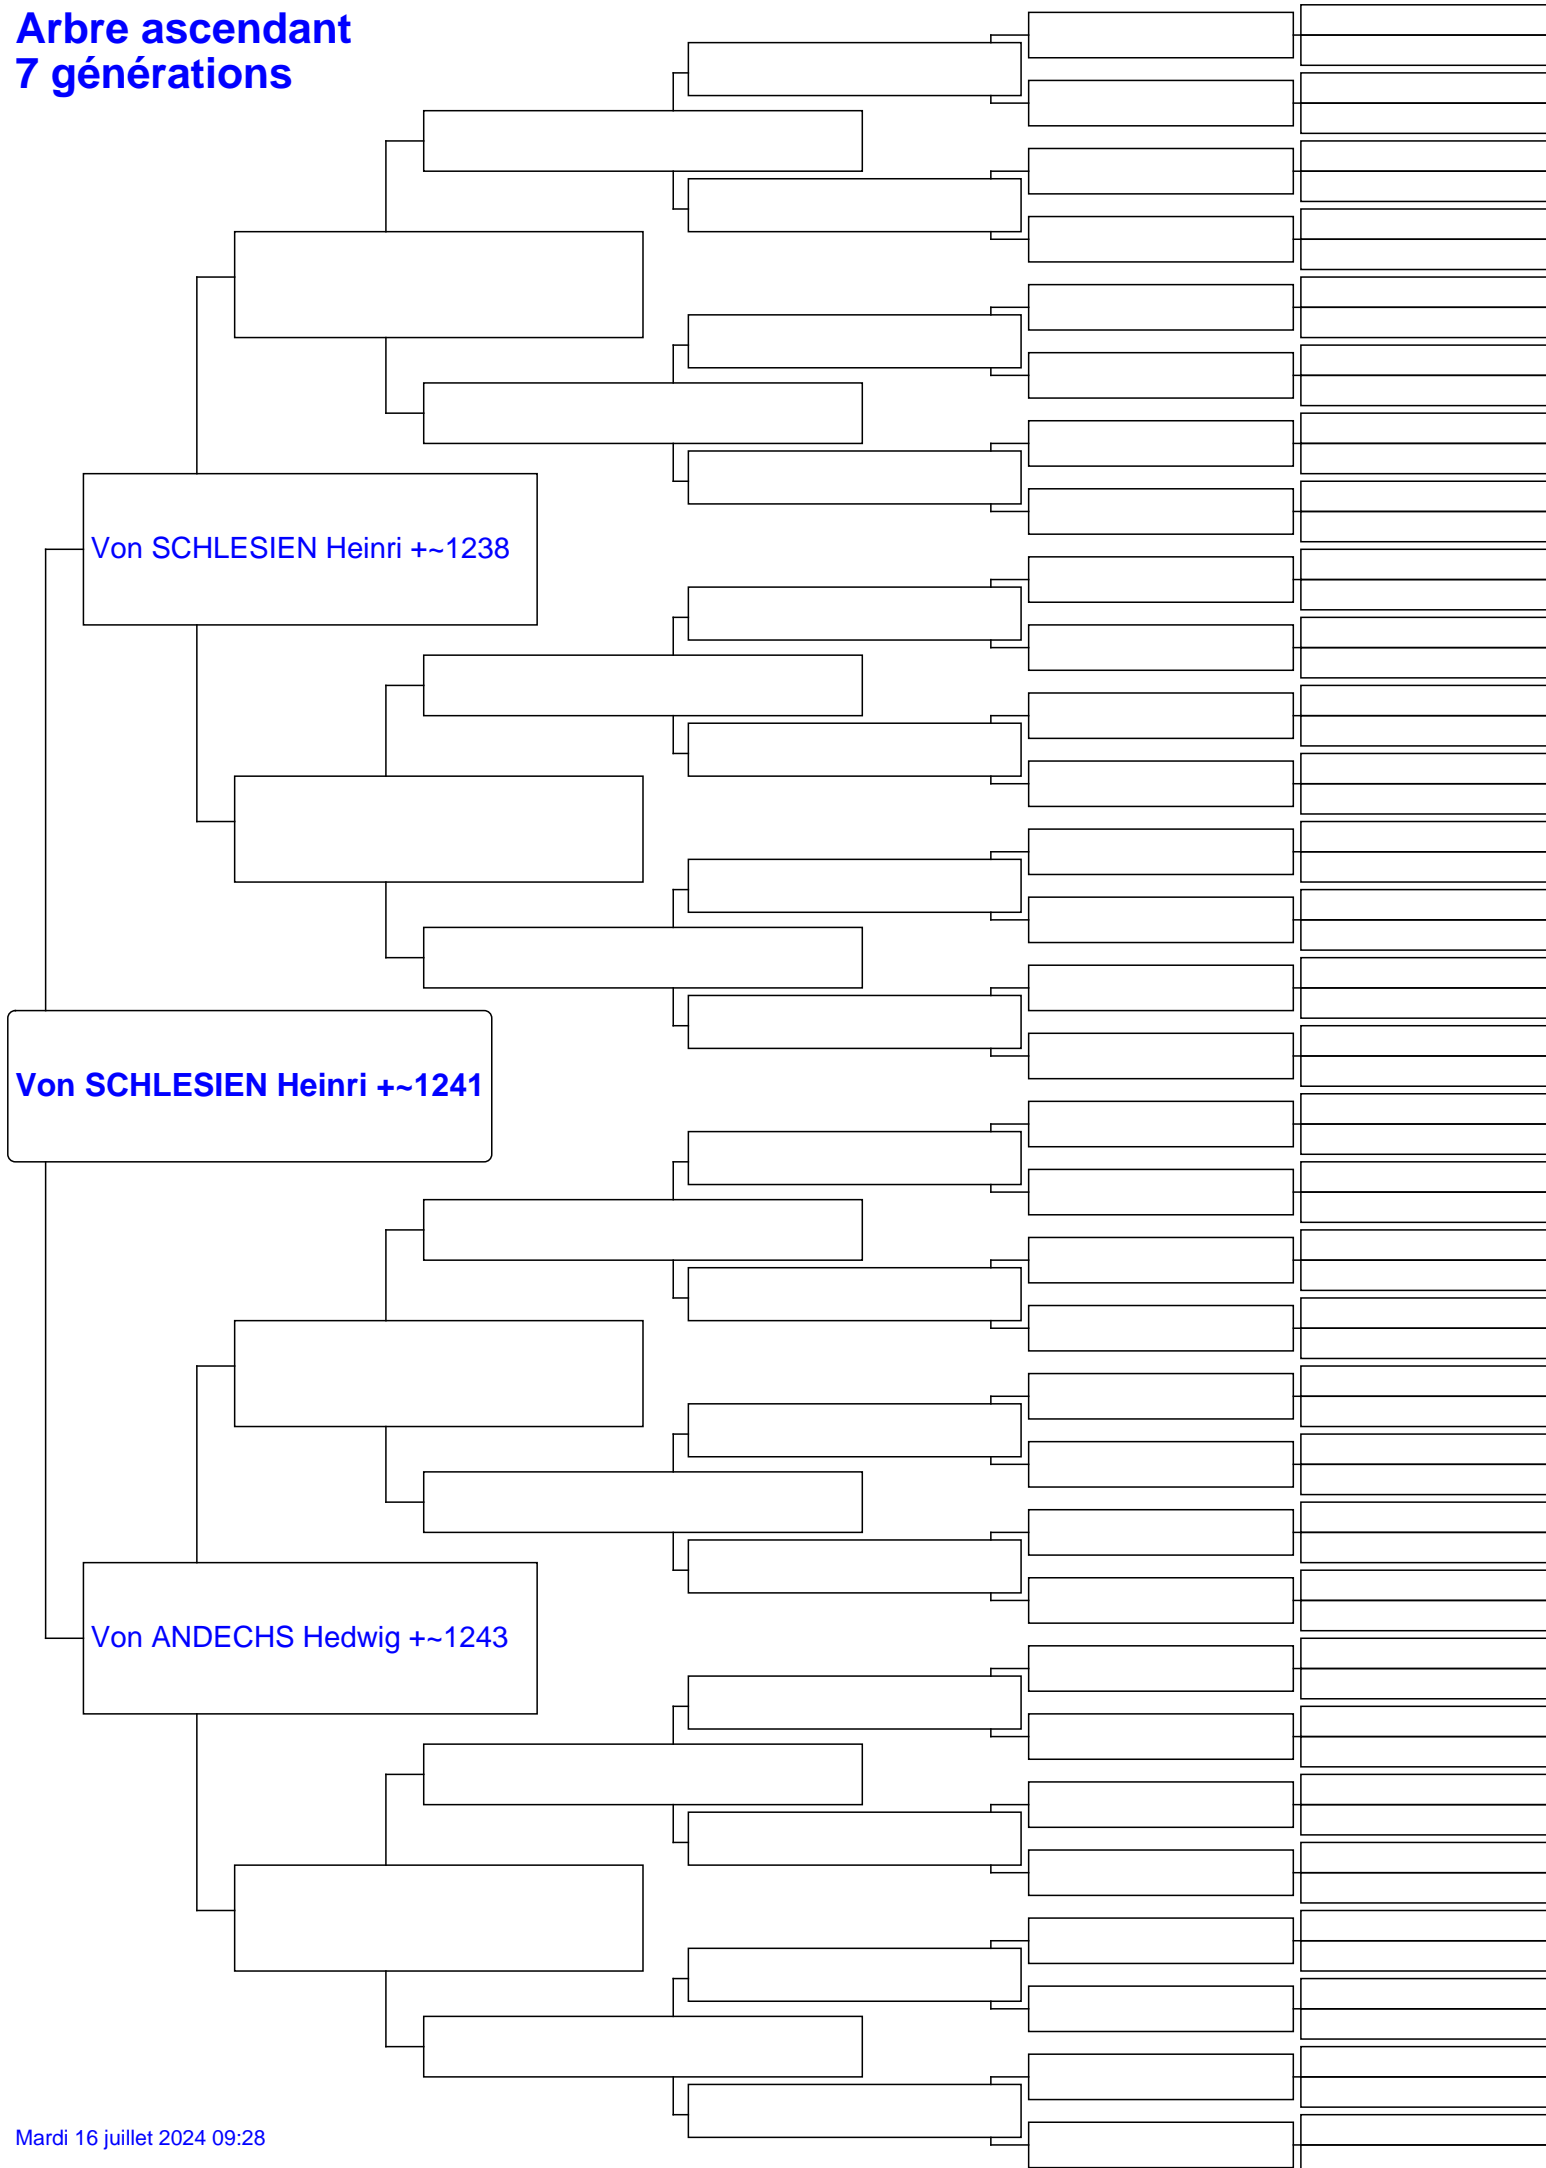 Arbre ascendant
7 générations
Von SCHLESIEN Heinri +~1238
Von SCHLESIEN Heinri +~1241
Von ANDECHS Hedwig +~1243
Mardi 16 juillet 2024 09:28